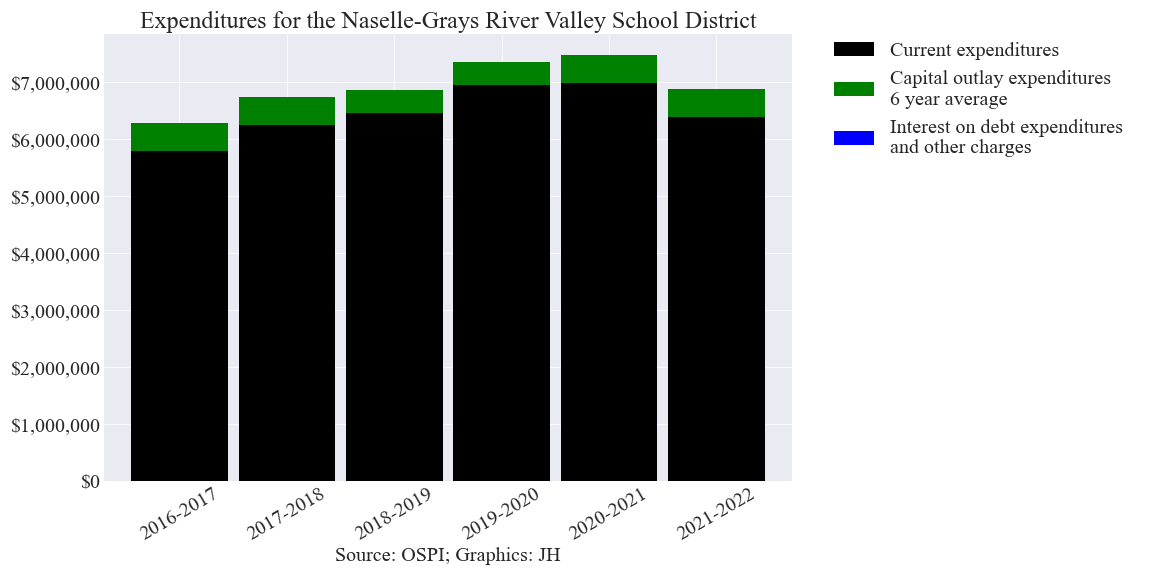 Expenditures for the Naselle-Grays River Valley School District
$7,000,000
$6,000,000
$5,000,000
$4,000,000
$3,000,000
$2,000,000
$1,000,000
$0
2016-2017
2017-2018
2018-2019
2019-2020
2020-2021
2021-2022
Source: OSPI; Graphics: JH
Current expenditures
Capital outlay expenditures
6 year average
Interest on debt expenditures
and other charges